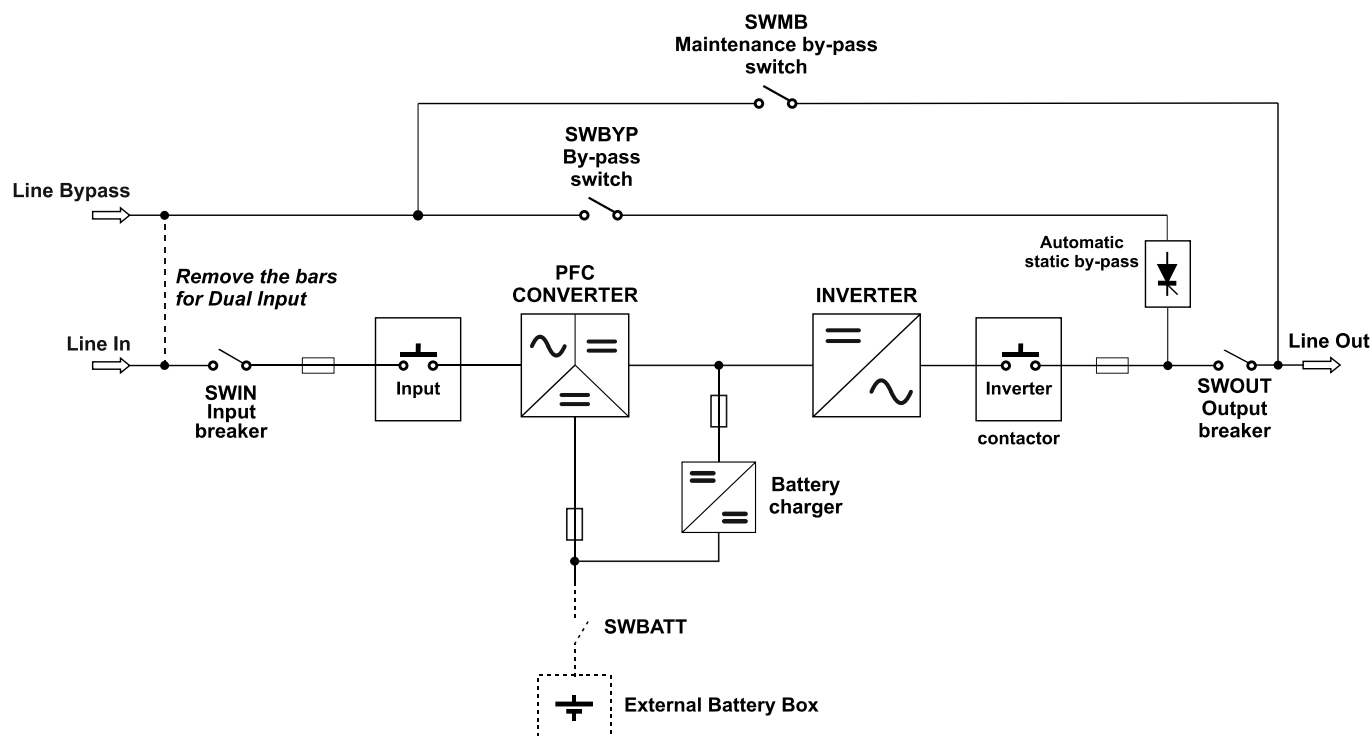 SWMB
Maintenance by-pass
switch
SWBYP
By-pass
switch
Line Bypass
Automatic
static by-pass
Remove the bars
for Dual Input
PFC
CONVERTER
INVERTER
Line In
Line Out
SWIN
Input
breaker
Input
Inverter
contactor
SWOUT
Output
breaker
Battery
charger
SWBATT
External Battery Box